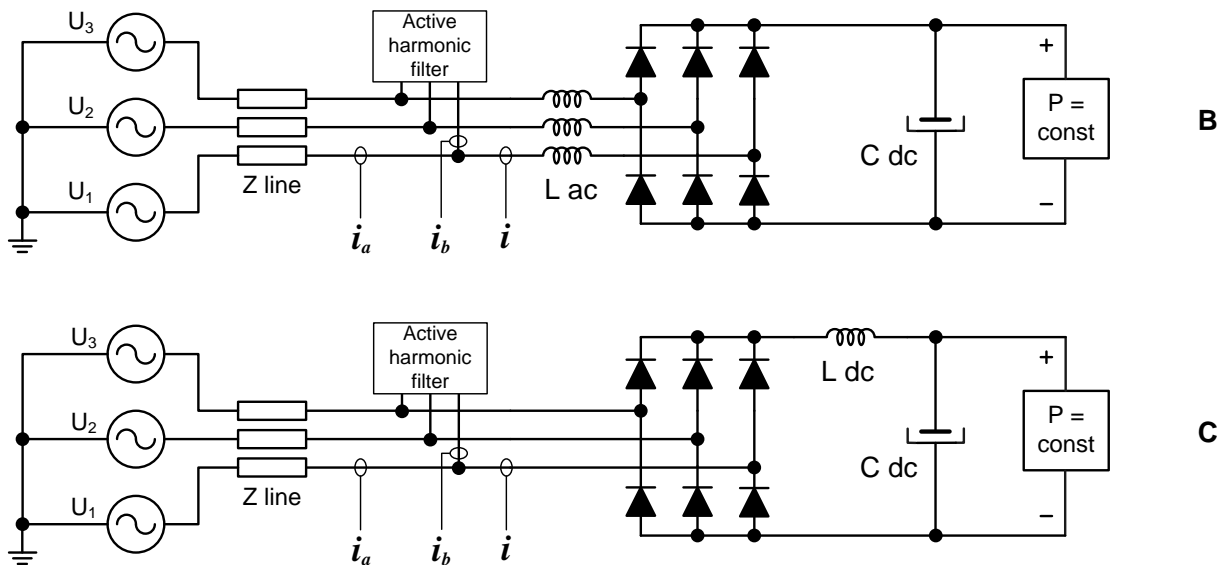 U3
Active
harmonic
filter
+
U2
P =
const
B
C dc
Z line
L ac
U1
−
ia
ib
i
U3
Active
harmonic
filter
L dc
+
U2
P =
const
C
C dc
Z line
U1
−
ia
ib
i